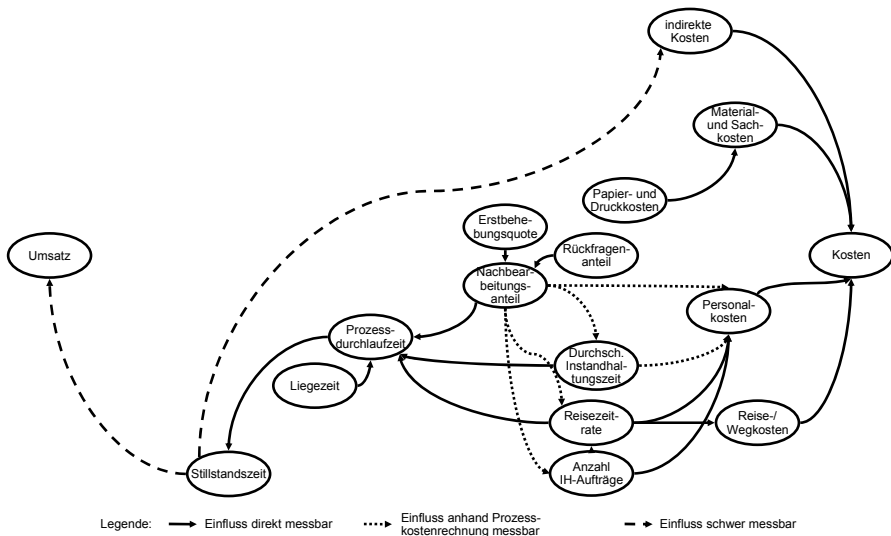 indirekte
Kosten
Material-
und Sach-
kosten
Papier- und
Druckkosten
Erstbehe-
bungsquote
Rückfragen-
anteil
Umsatz
Kosten
Nachbear-
beitungs-
anteil
Personal-
kosten
Prozess-
durchlaufzeit
Durchsch.
Instandhal-
tungszeit
Liegezeit
Reisezeit-
rate
Reise-/
Wegkosten
Anzahl
IH-Aufträge
Stillstandszeit
Legende:
Einfluss direkt messbar
Einfluss anhand Prozess-
kostenrechnung messbar
Einfluss schwer messbar